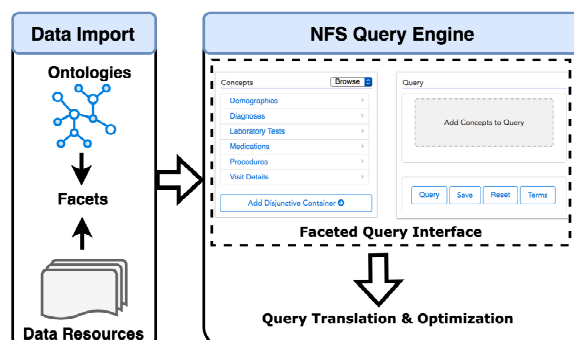 Data Import
Ontologies
Facets
Data Resources
NFS Query Engine
Concepts
Browse
Demographics
Diagnoses
Laboratory Tests
Medications
Procedures
Visit Details
Add Disjunctive Container
Query
Add Concepts to Query
Query Save Reset Terms
Faceted Query Interface
Query Translation & Optimization